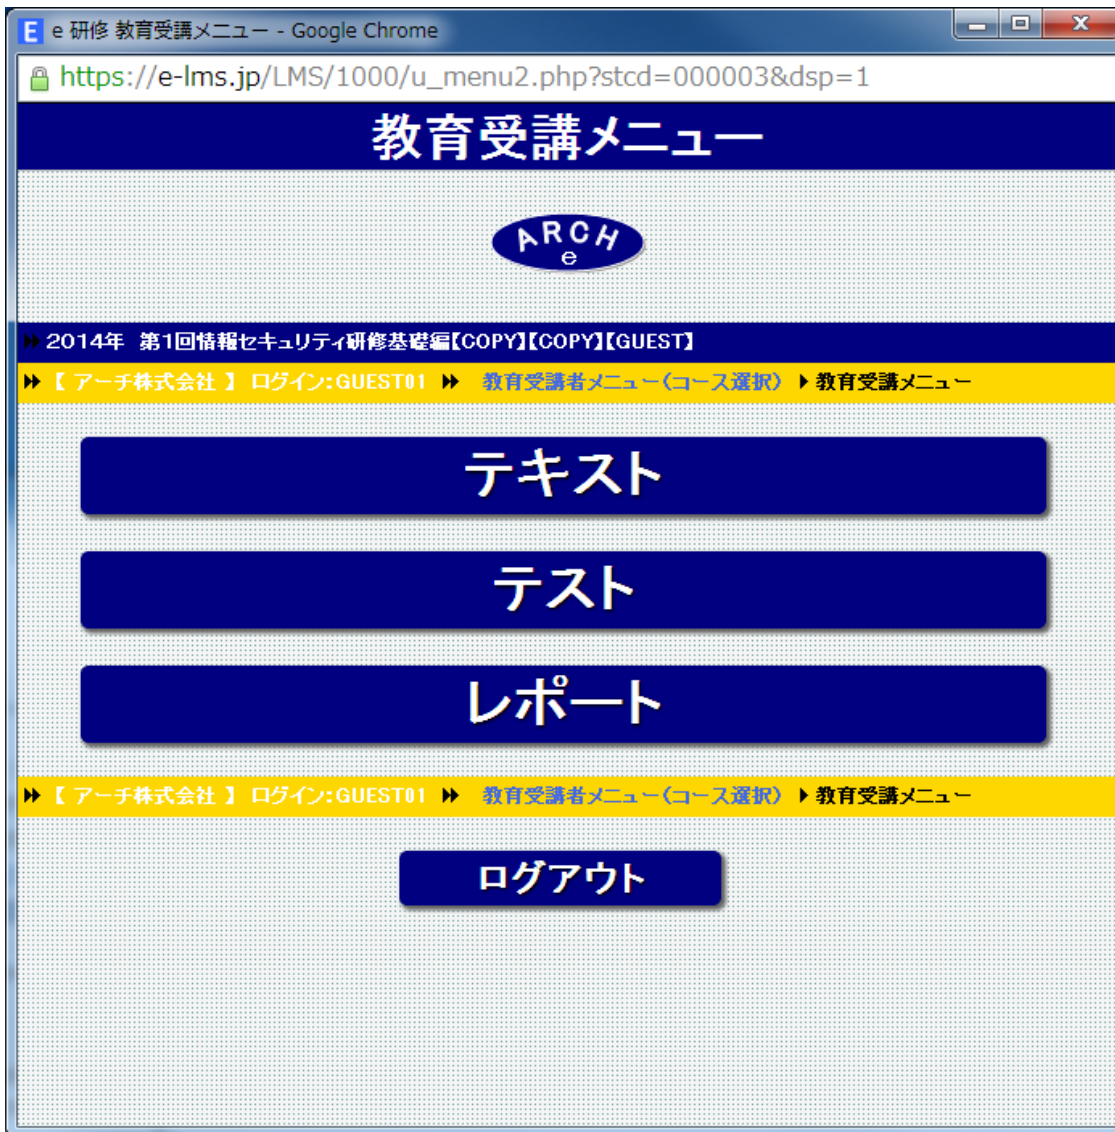 E e 研修 教育受講メニュー - Google Chrome
https://e-lms.jp/LMS/1000/u_menu2.php?stcd=000003&dsp=1
教育受講メニュー
ARCH
e
2014年 第1回情報セキュリティ研修基礎編【COPY】【COPY】【GUEST】
【 アーチ株式会社 】 ログイン:GUEST01 教育受講者メニュー(コース選択) 教育受講メニュー
テキスト
テスト
レポート
【 アーチ株式会社 】 ログイン:GUEST01 教育受講者メニュー(コース選択) 教育受講メニュー
ログアウト